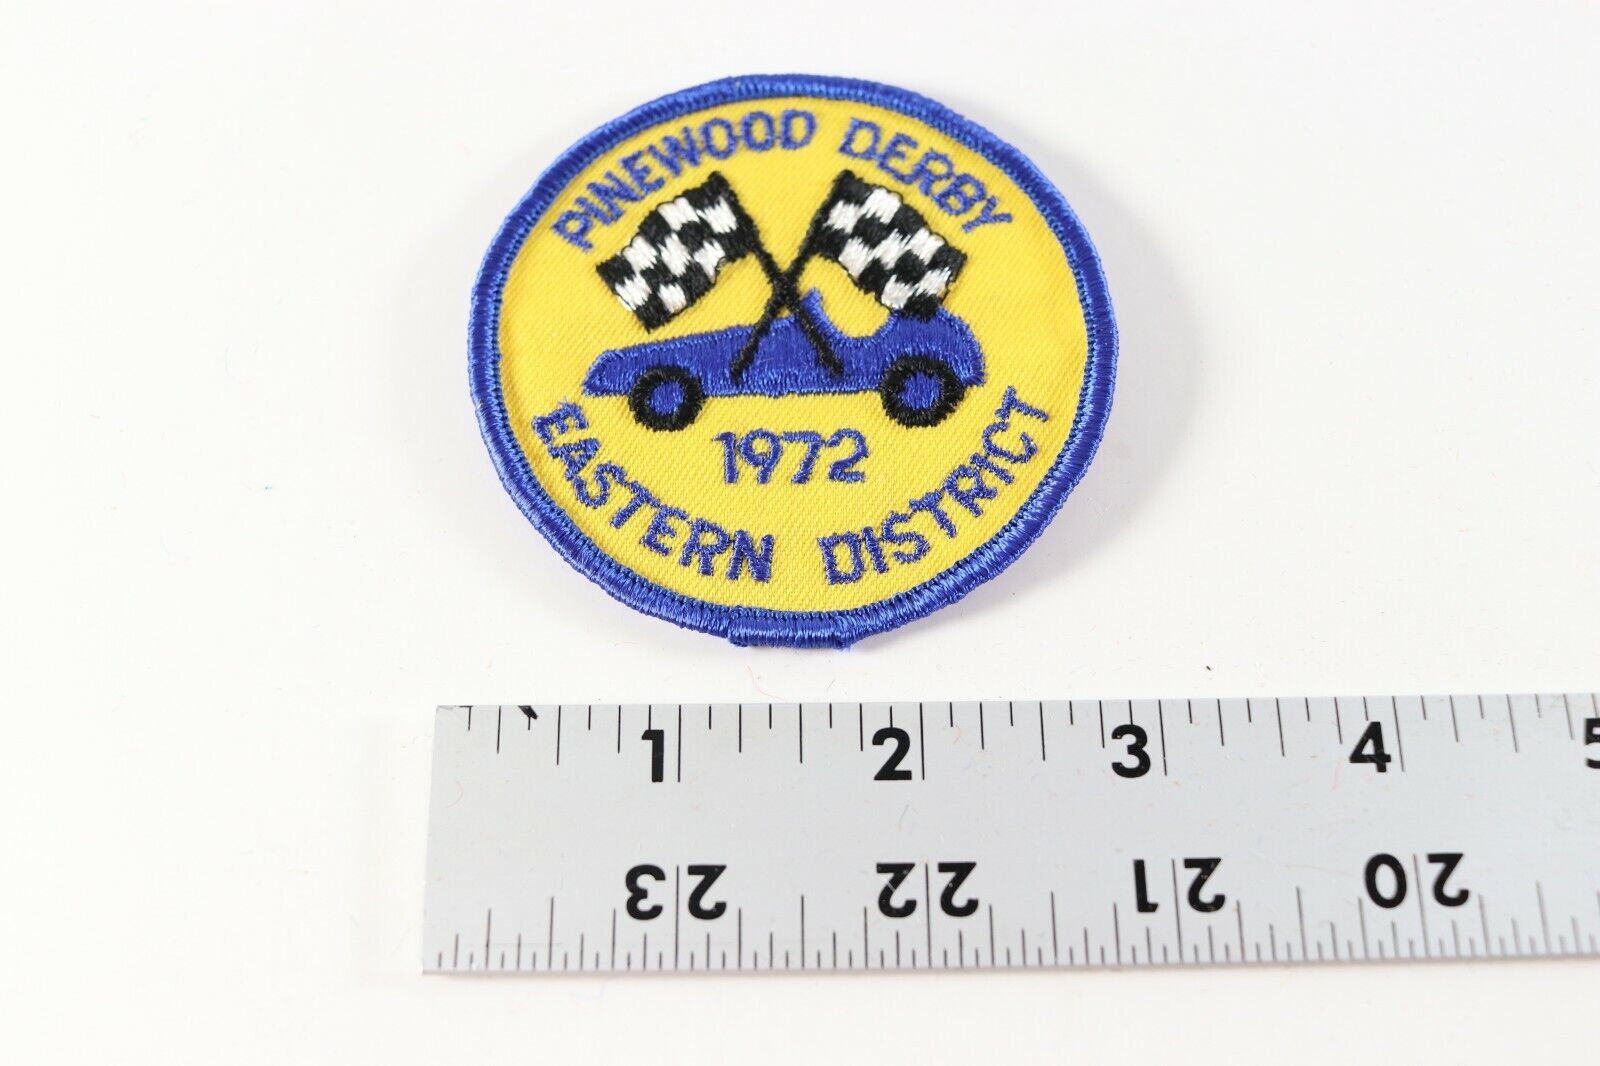 PINEWOOD DERBY
1972
EASTERN DISTRICT
1 2 3 4 5
23 22 21 20